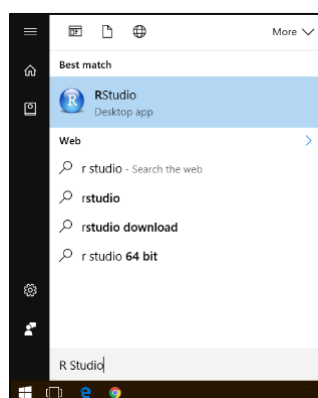 More
Best match
R
RStudio
Desktop app
Web
r studio - Search the web
rstudio
rstudio download
r studio 64 bit
R Studio